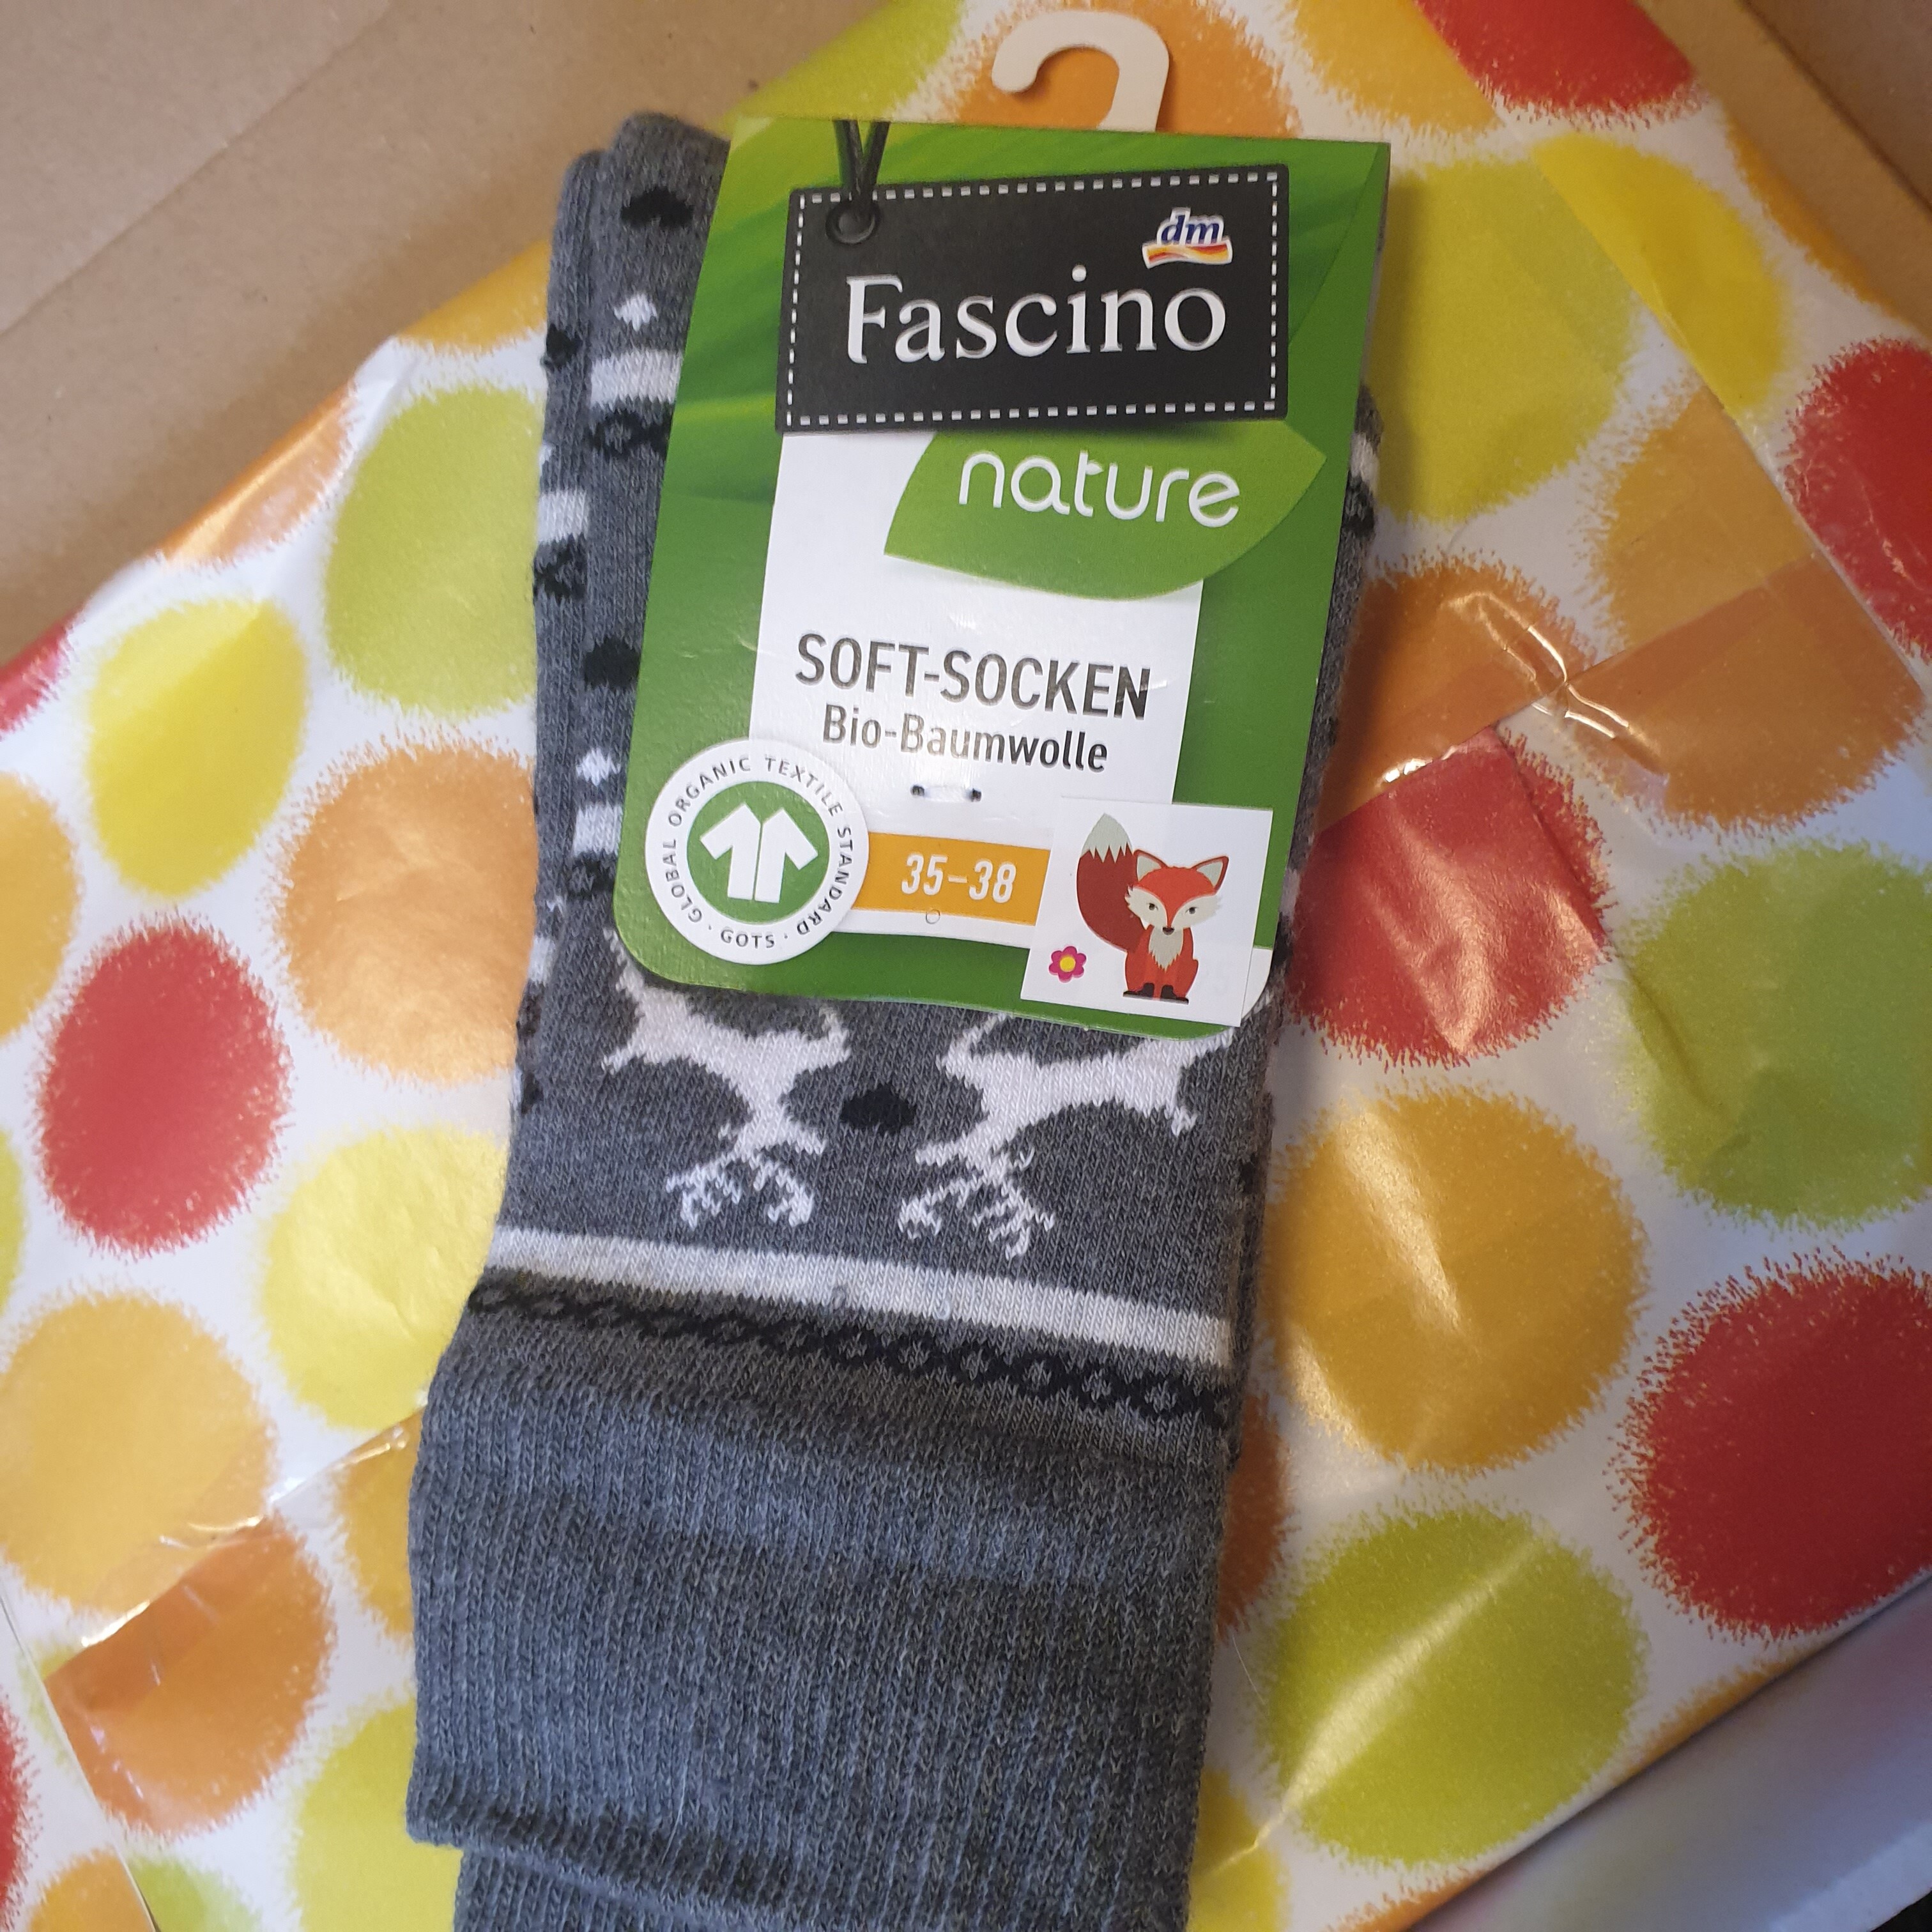 dm
Fascino
nature
SOFT-SOCKEN
Bio-Baumwolle
GLOBAL ORGANIC TEXTILE STANDARD
· GOTS ·
35-38